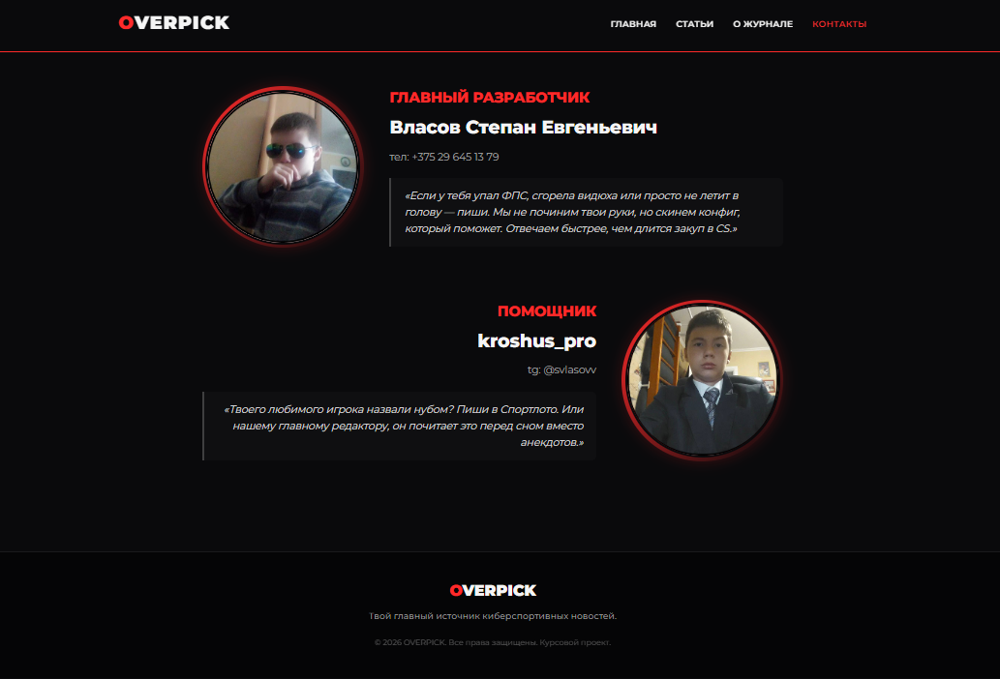 OVERPICK
ГЛАВНАЯ СТАТЬИ О ЖУРНАЛЕ КОНТАКТЫ
ГЛАВНЫЙ РАЗРАБОТЧИК
Власов Степан Евгеньевич
тел: +375 29 645 13 79
«Если у тебя упал ФПС, сгорела видюха или просто не летит в
голову — пиши. Мы не починим твои руки, но скинем конфиг,
который поможет. Отвечаем быстрее, чем длится закуп в CS.»
ПОМОЩНИК
kroshus_pro
tg: @svlasovv
«Твоего любимого игрока назвали нубом? Пиши в Спортлото. Или
нашему главному редактору, он почитает это перед сном вместо
анекдотов.»
OVERPICK
Твой главный источник киберспортивных новостей.
© 2026 OVERPICK. Все права защищены. Курсовой проект.